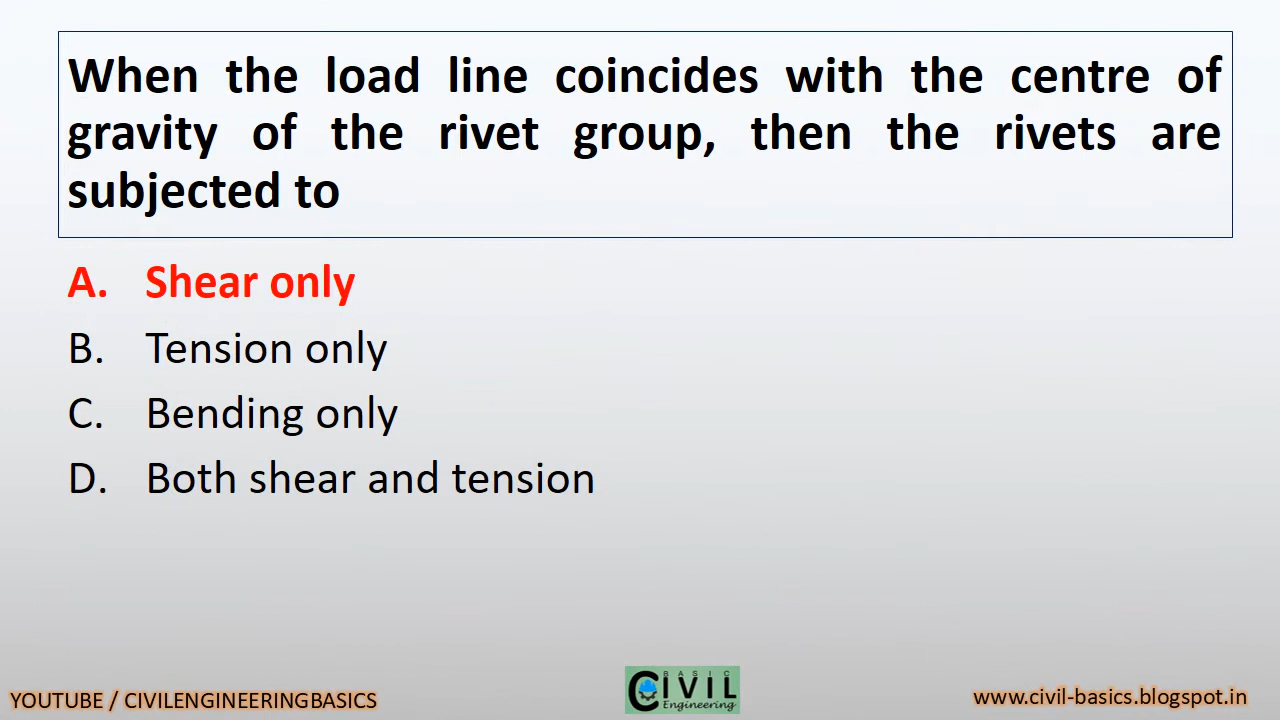 When the load line coincides with the centre of
gravity of the rivet group, then the rivets are
subjected to
A. Shear only
B. Tension only
C. Bending only
D. Both shear and tension
YOUTUBE / CIVILENGINEERINGBASICS
BASIC
CIVIL
Engineering
www.civil-basics.blogspot.in